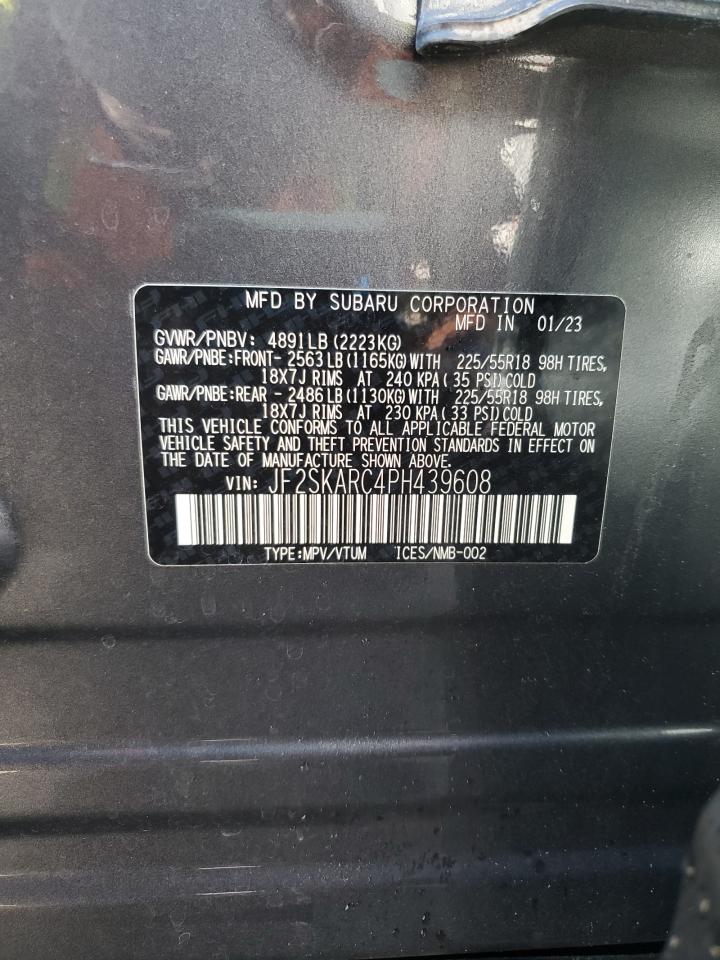 MFD BY SUBARU CORPORATION
MFD IN 01/23
GVWR/PNBV: 4891LB(2223KG)
GAWR/PNBE:FRONT-2563LB(1165KG)WITH 225/55R18 98H TIRES,
18X7J RIMS AT 240 KPA(35 PSI)COLD
GAWR/PNBE:REAR -2486LB(1130KG)WITH 225/55R18 98H TIRES,
18X7J RIMS AT 230 KPA(33 PSI)COLD
THIS VEHICLE CONFORMS TO ALL APPLICABLE FEDERAL MOTOR
VEHICLE SAFETY AND THEFT PREVENTION STANDARDS IN EFFECT ON
THE DATE OF MANUFACTURE SHOWN ABOVE.
VIN: JF2SKARC4PH439608
TYPE:MPV/VTUM ICES/NMB-002